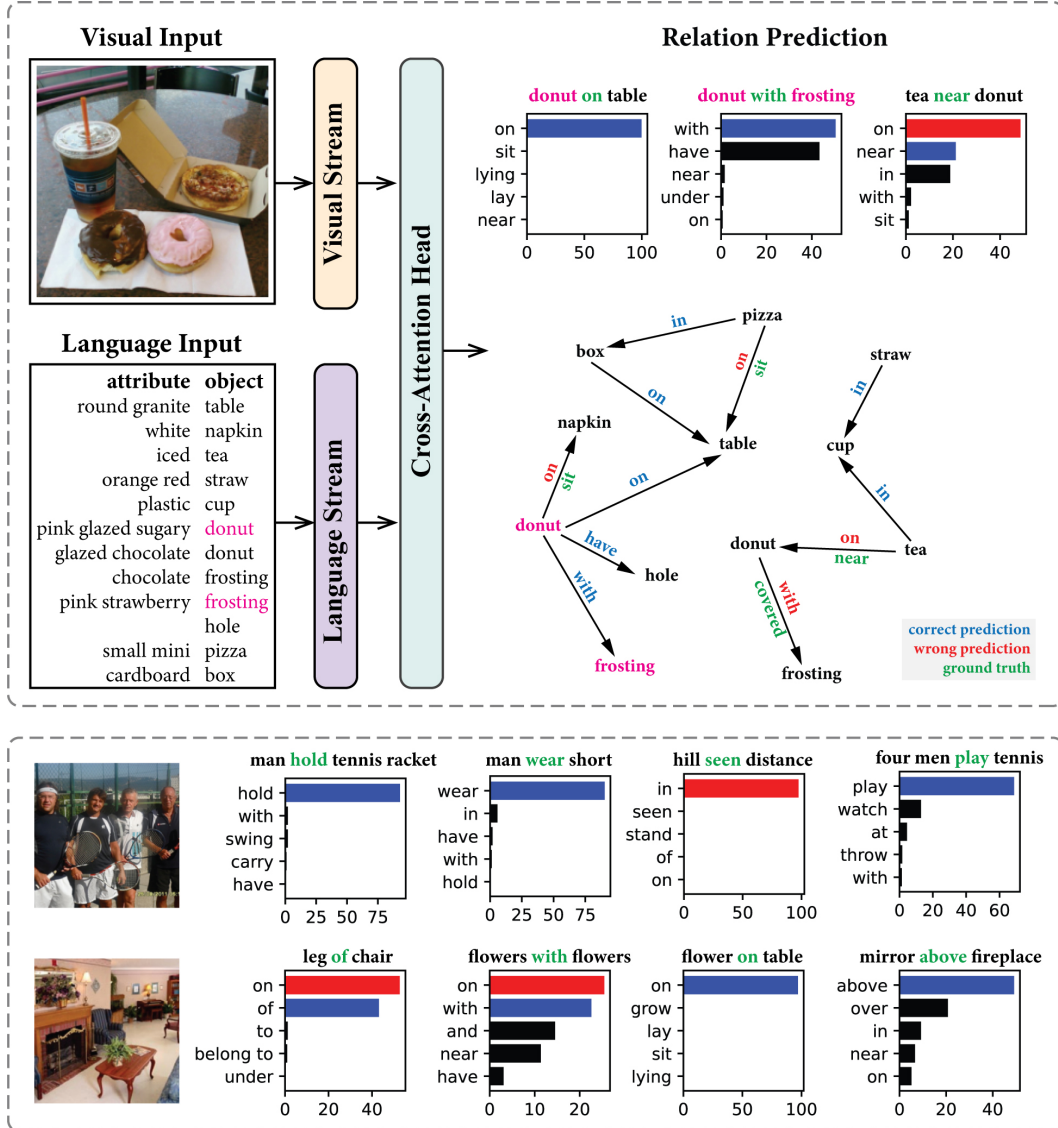 Visual Input
Relation Prediction
Visual Stream
Cross-Attention Head
donut on table
on
sit
lying
lay
near
0 25 50 75 100
donut with frosting
with
have
near
under
on
0 20 40
tea near donut
on
near
in
with
sit
0 20 40
Language Input
attribute object
round granite table
white napkin
iced tea
orange red straw
plastic cup
pink glazed sugary donut
glazed chocolate donut
chocolate frosting
pink strawberry frosting
hole
small mini pizza
cardboard box
Language Stream
pizza
in
box
on
sit
straw
in
on
napkin
table
cup
on
sit
on
in
donut
have
donut
on
near
tea
hole
with
with
covered
frosting
frosting
correct prediction
wrong prediction
ground truth
man hold tennis racket
hold
with
swing
carry
have
0 25 50 75
man wear short
wear
in
have
with
hold
0 25 50 75
hill seen distance
in
seen
stand
of
on
0 50 100
four men play tennis
play
watch
at
throw
with
0 20 40 60
leg of chair
on
of
to
belong to
under
0 20 40
flowers with flowers
on
with
and
near
have
0 10 20
flower on table
on
grow
lay
sit
lying
0 25 50 75 100
mirror above fireplace
above
over
in
near
on
0 20 40